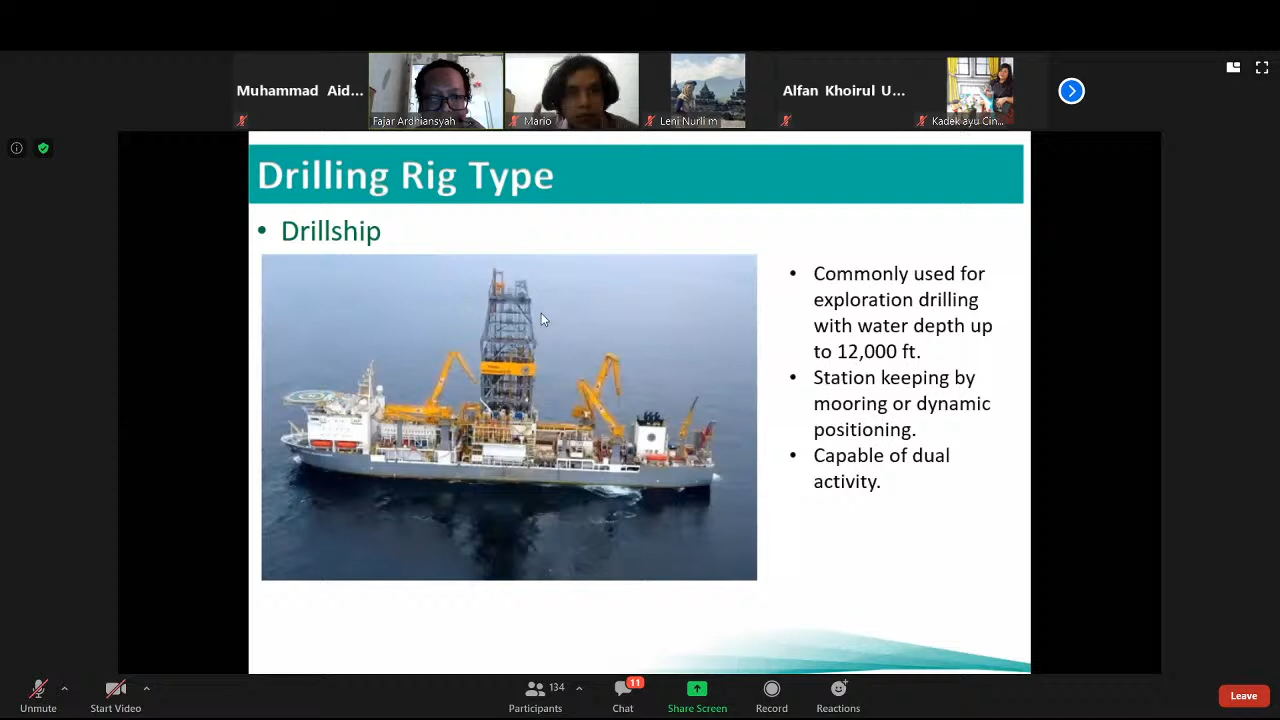 Muhammad Aid...
Fajar Ardhiansyah
Mario
Leni Nurli m
Alfan Khoirul U...
Kadek ayu Cin...
Drilling Rig Type
• Drillship
• Commonly used for
exploration drilling
with water depth up
to 12,000 ft.
• Station keeping by
mooring or dynamic
positioning.
• Capable of dual
activity.
Unmute
Start Video
134
Participants
11
Chat
Share Screen
Record
Reactions
Leave